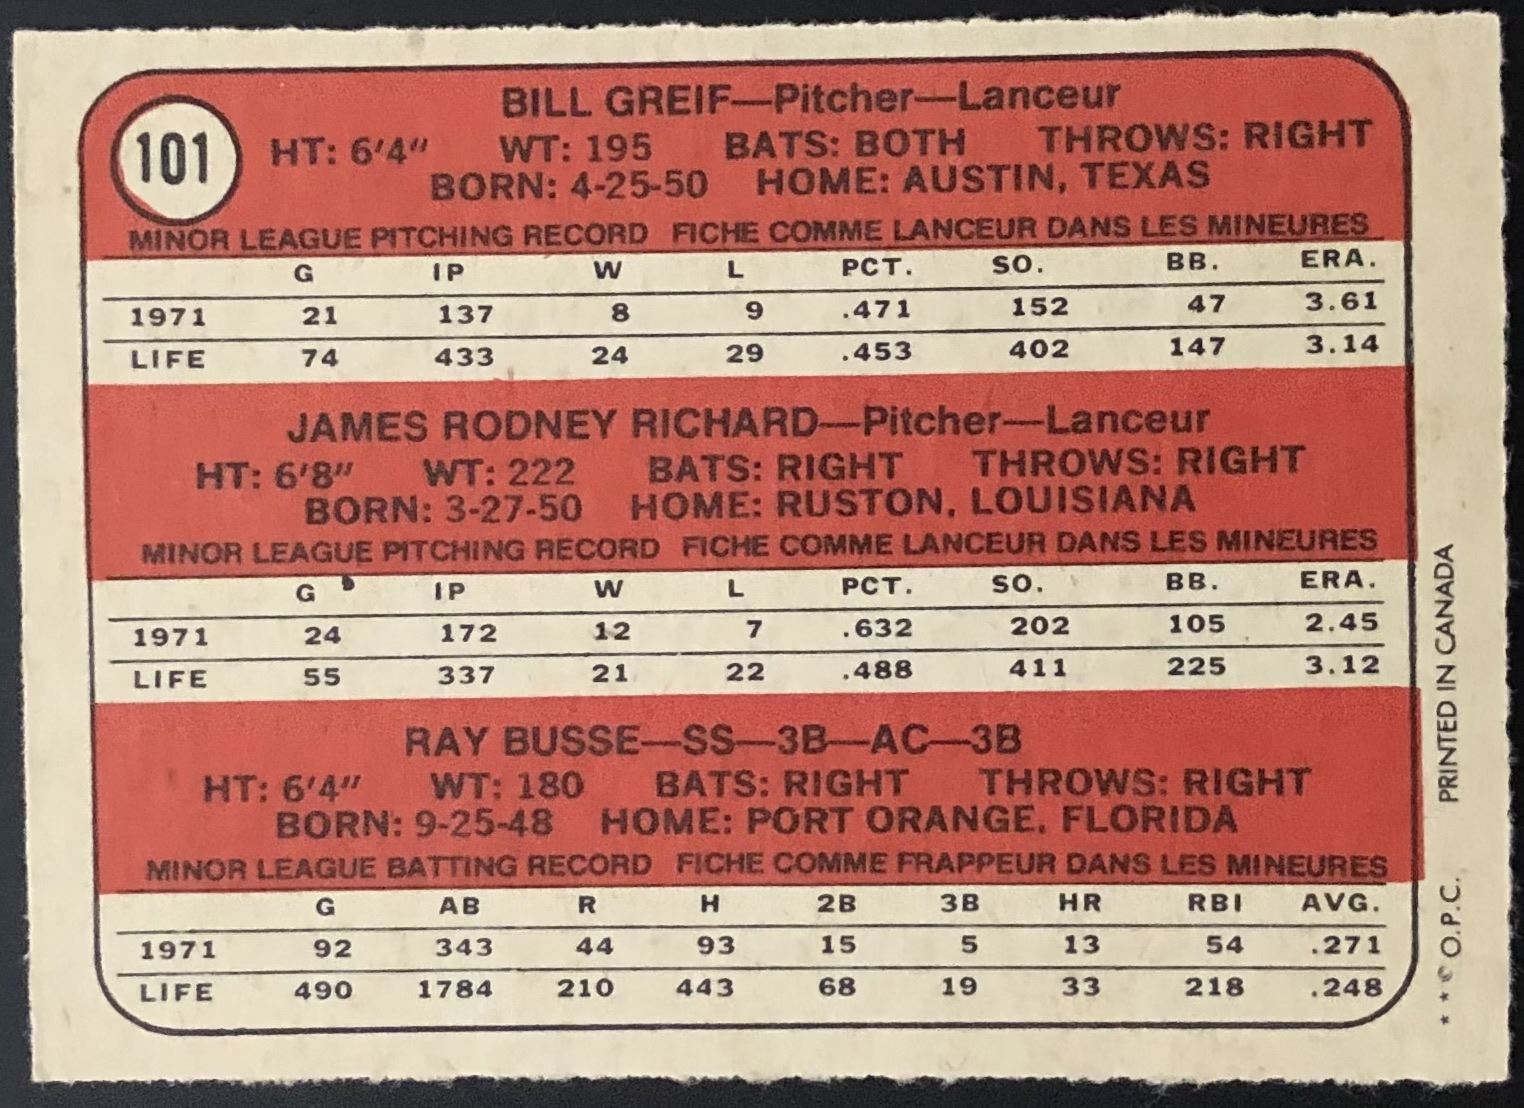 101
BILL GREIF—Pitcher—Lanceur
HT: 6'4" WT: 195 BATS: BOTH THROWS: RIGHT
BORN: 4-25-50 HOME: AUSTIN, TEXAS
MINOR LEAGUE PITCHING RECORD FICHE COMME LANCEUR DANS LES MINEURES
G IP W L PCT. SO. BB. ERA.
1971 21 137 8 9 .471 152 47 3.61
LIFE 74 433 24 29 .453 402 147 3.14
JAMES RODNEY RICHARD—Pitcher—Lanceur
HT: 6'8" WT: 222 BATS: RIGHT THROWS: RIGHT
BORN: 3-27-50 HOME: RUSTON, LOUISIANA
MINOR LEAGUE PITCHING RECORD FICHE COMME LANCEUR DANS LES MINEURES
G IP W L PCT. SO. BB. ERA.
1971 24 172 12 7 .632 202 105 2.45
LIFE 55 337 21 22 .488 411 225 3.12
RAY BUSSE—SS—3B—AC—3B
HT: 6'4" WT: 180 BATS: RIGHT THROWS: RIGHT
BORN: 9-25-48 HOME: PORT ORANGE, FLORIDA
MINOR LEAGUE BATTING RECORD FICHE COMME FRAPPEUR DANS LES MINEURES
G AB R H 2B 3B HR RBI AVG.
1971 92 343 44 93 15 5 13 54 .271
LIFE 490 1784 210 443 68 19 33 218 .248
* * © O.P.C. PRINTED IN CANADA